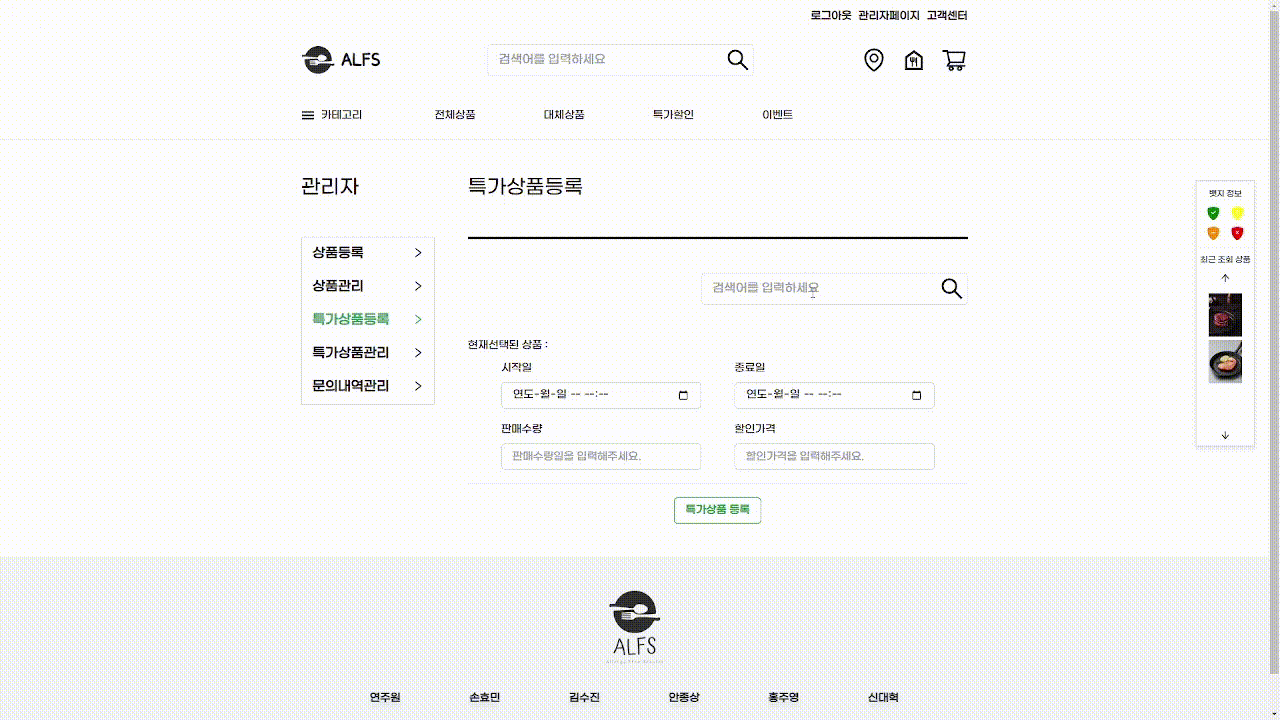 로그아웃 관리자페이지 고객센터
ALFS
검색어를 입력하세요
카테고리 전체상품 대체상품 특가할인 이벤트
관리자
특가상품등록
상품등록
상품관리
특가상품등록
특가상품관리
문의내역관리
검색어를 입력하세요
현재선택된 상품 :
시작일 종료일
연도-월-일 -- --:-- 연도-월-일 -- --:--
판매수량 할인가격
판매수량일을 입력해주세요. 할인가격을 입력해주세요.
특가상품 등록
뱃지 정보
최근 조회 상품
ALFS
연주원 손효민 김수진 안종상 홍주영 신대혁